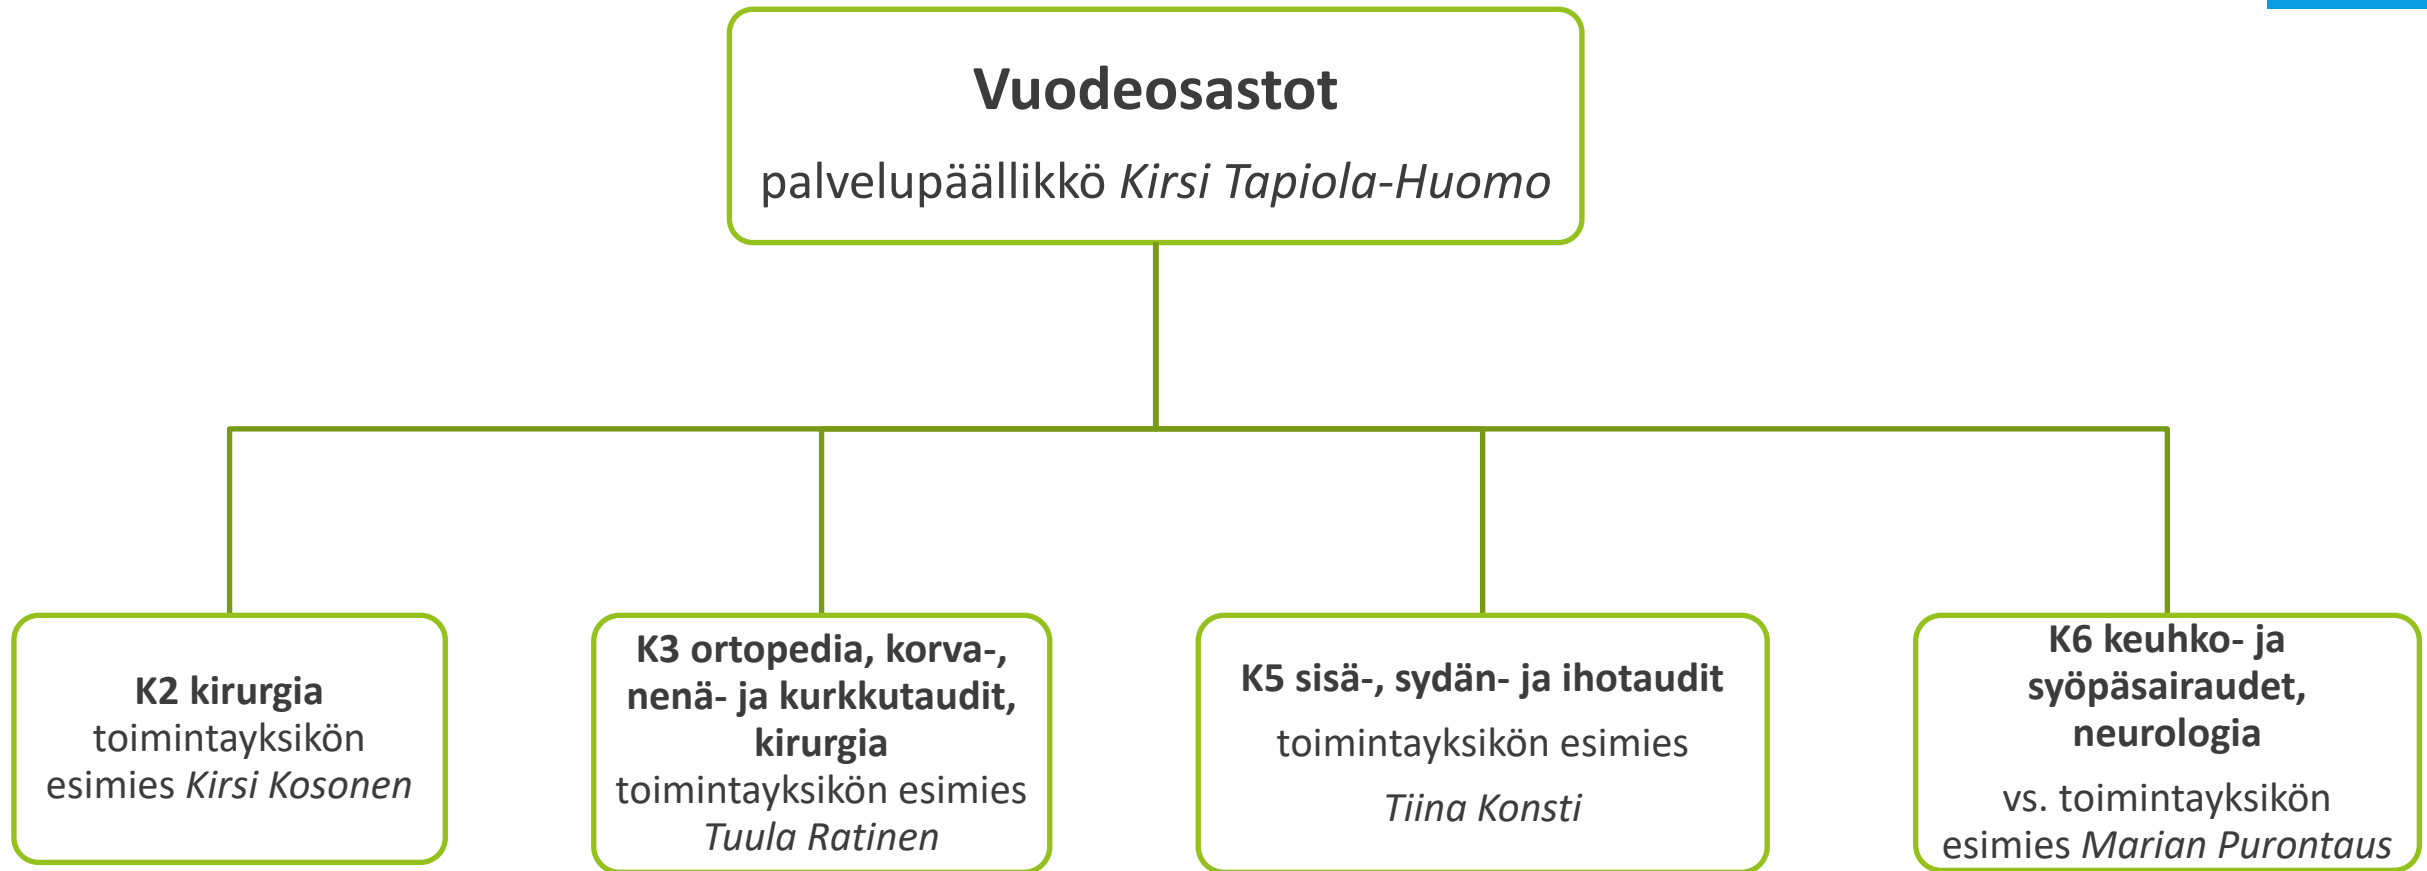 Vuodeosastot
palvelupäällikkö Kirsi Tapiola-Huomo
K2 kirurgia
toimintayksikön
esimies Kirsi Kosonen
K3 ortopedia, korva-,
nenä- ja kurkkutaudit,
kirurgia
toimintayksikön esimies
Tuula Ratinen
K5 sisä-, sydän- ja ihotaudit
toimintayksikön esimies
Tiina Konsti
K6 keuhko- ja
syöpäsairaudet,
neurologia
vs. toimintayksikön
esimies Marian Purontaus